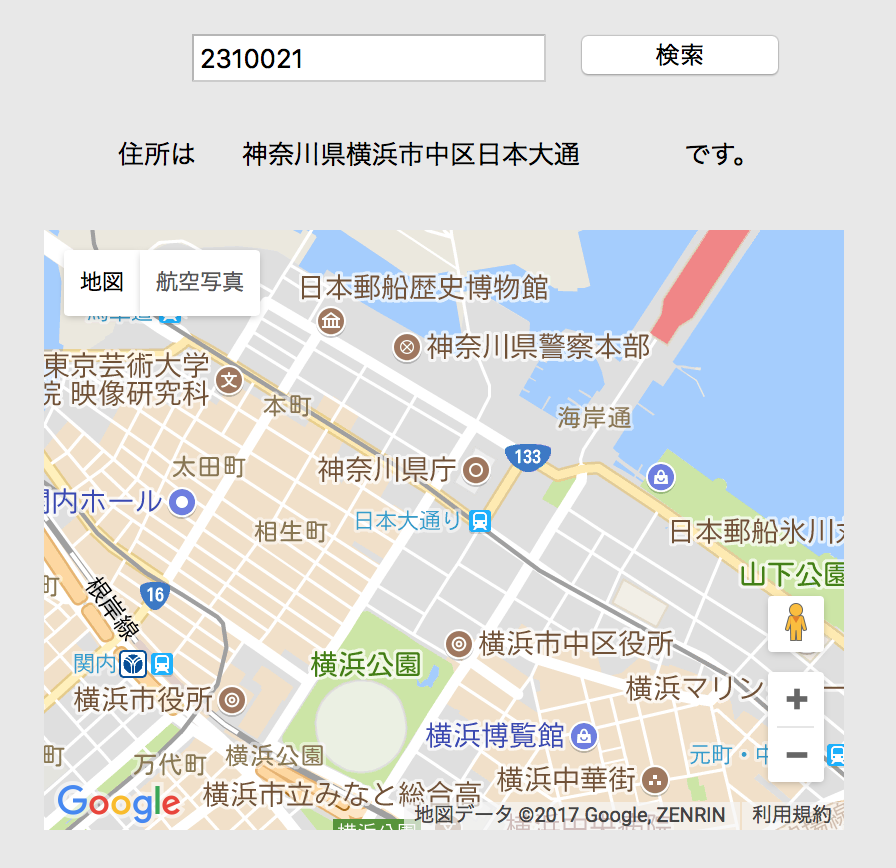 2310021
検索
住所は 神奈川県横浜市中区日本大通 です。
地図 航空写真
日本郵船歴史博物館
神奈川県警察本部
東京芸術大学
院 映像研究科
本町
海岸通
133
太田町
神奈川県庁
関内ホール
日本大通り
相生町
日本郵船氷川丸
山下公園
町
16
根岸線
横浜市中区役所
関内
横浜公園
横浜市役所
横浜マリン
横浜博覧館
町
万代町
横浜公園
元町・中
横浜中華街
Google
横浜市立みなと総合高
地図データ ©2017 Google, ZENRIN
利用規約
横浜公園